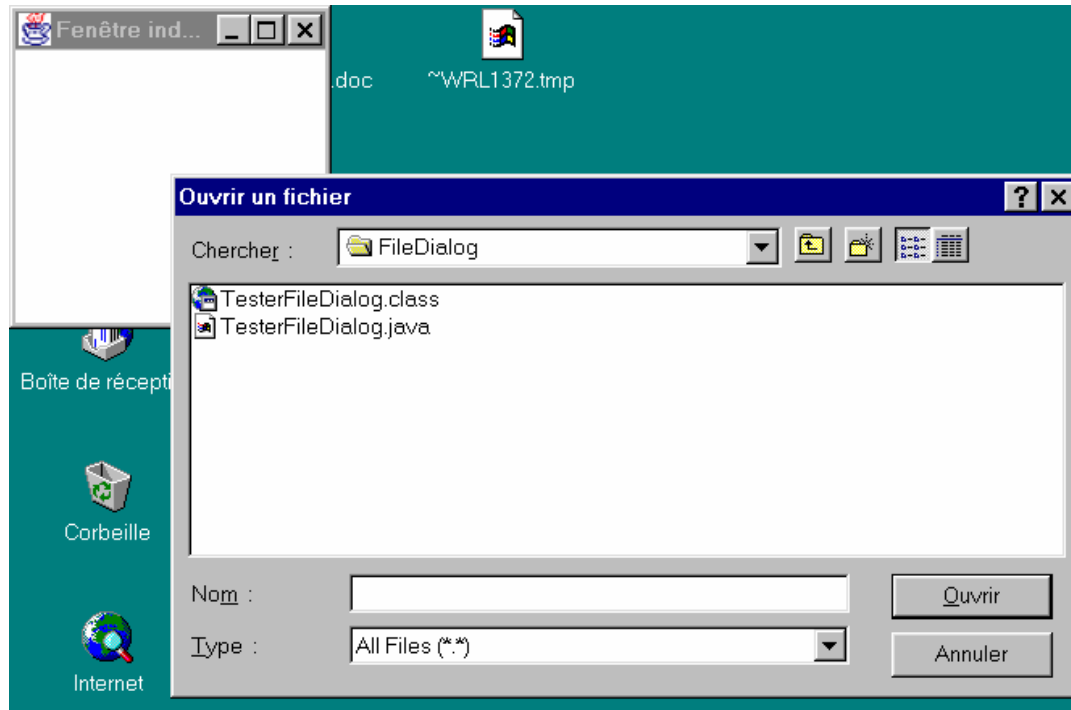 Fenêtre ind...
.doc
~WRL1372.tmp
Ouvrir un fichier
Chercher :
FileDialog
TesterFileDialog.class
TesterFileDialog.java
Boîte de récepti
Corbeille
Nom :
Ouvrir
Type :
All Files (*.*)
Annuler
Internet